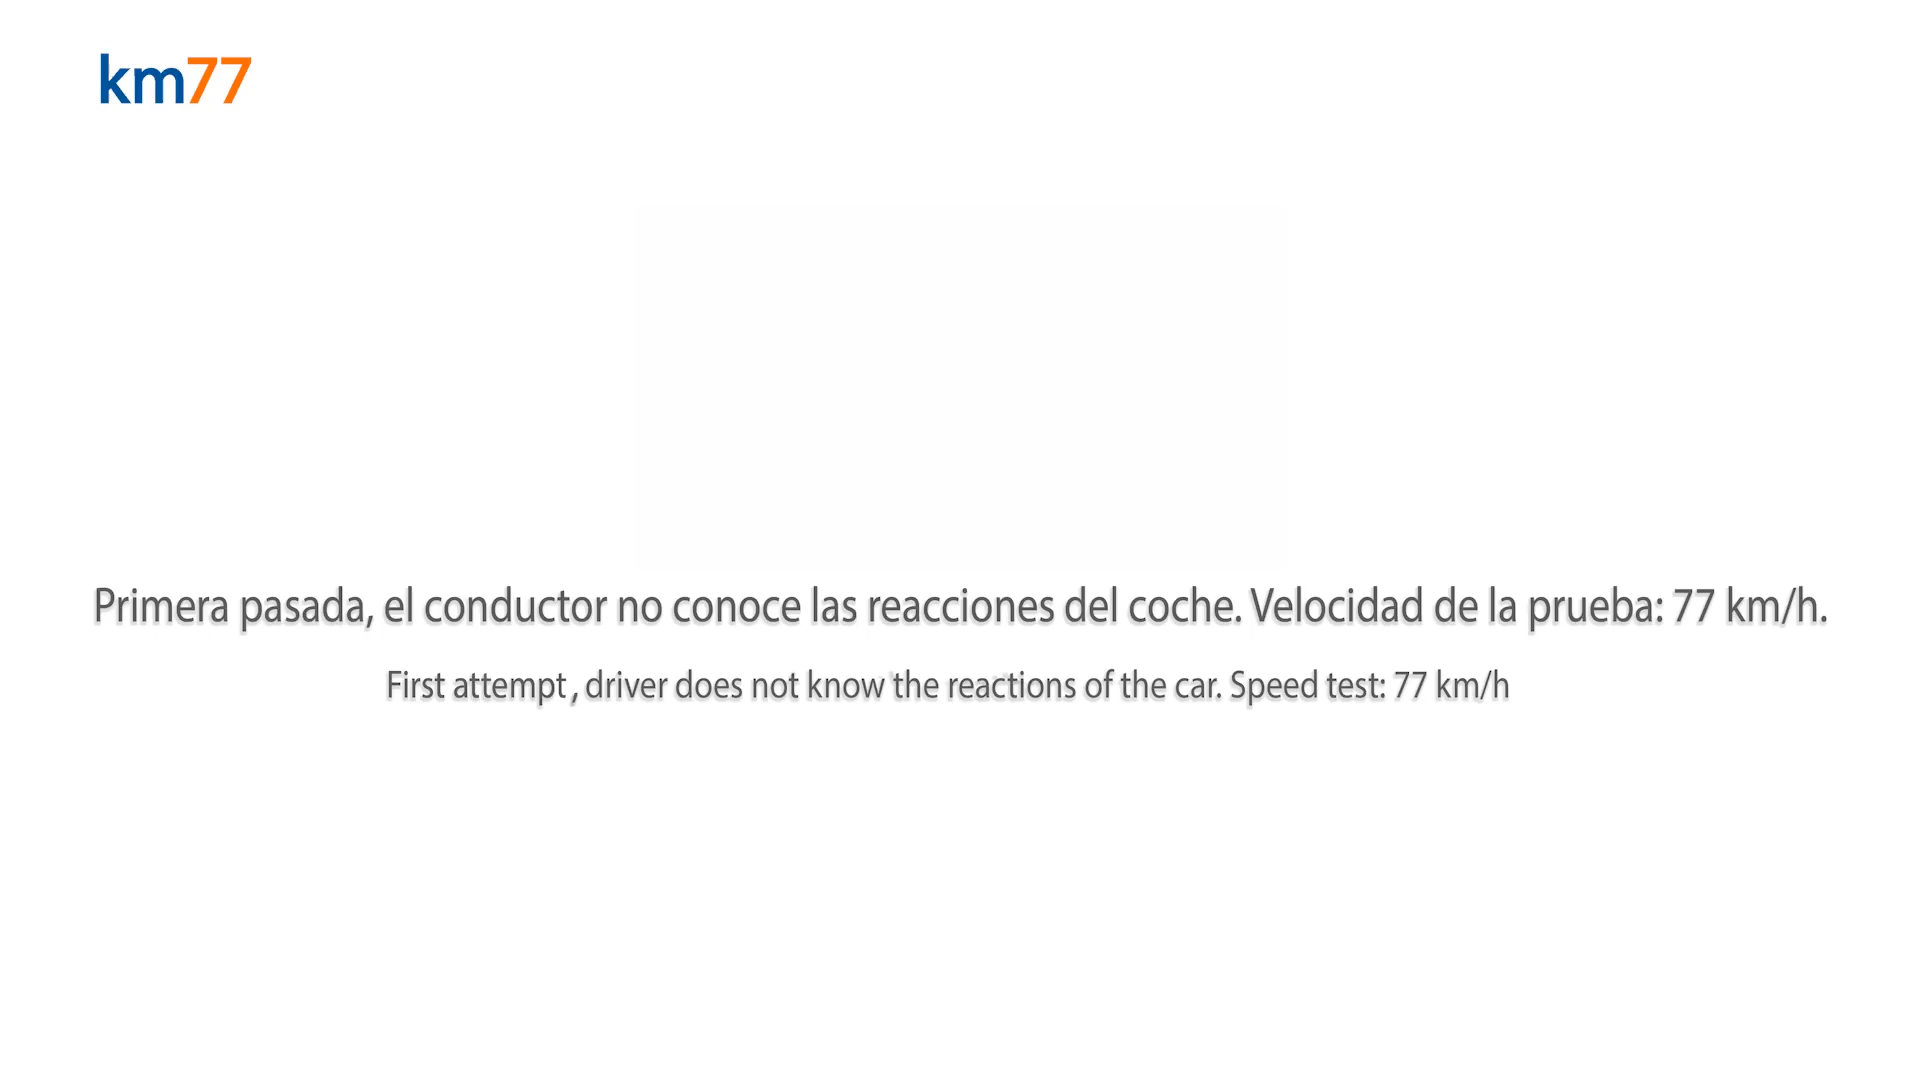 km77
Primera pasada, el conductor no conoce las reacciones del coche. Velocidad de la prueba: 77 km/h.
First attempt , driver does not know the reactions of the car. Speed test: 77 km/h